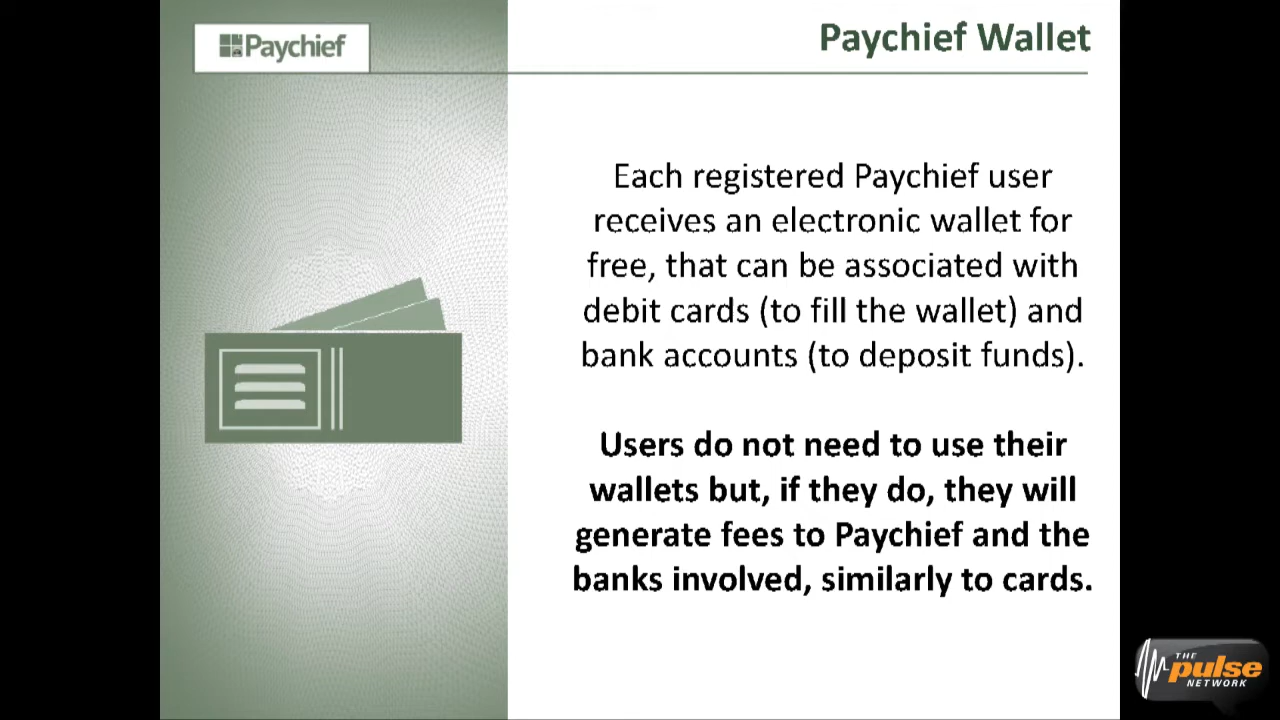 Paychief
Paychief Wallet
Each registered Paychief user
receives an electronic wallet for
free, that can be associated with
debit cards (to fill the wallet) and
bank accounts (to deposit funds).
Users do not need to use their
wallets but, if they do, they will
generate fees to Paychief and the
banks involved, similarly to cards.
THE
pulse
NETWORK